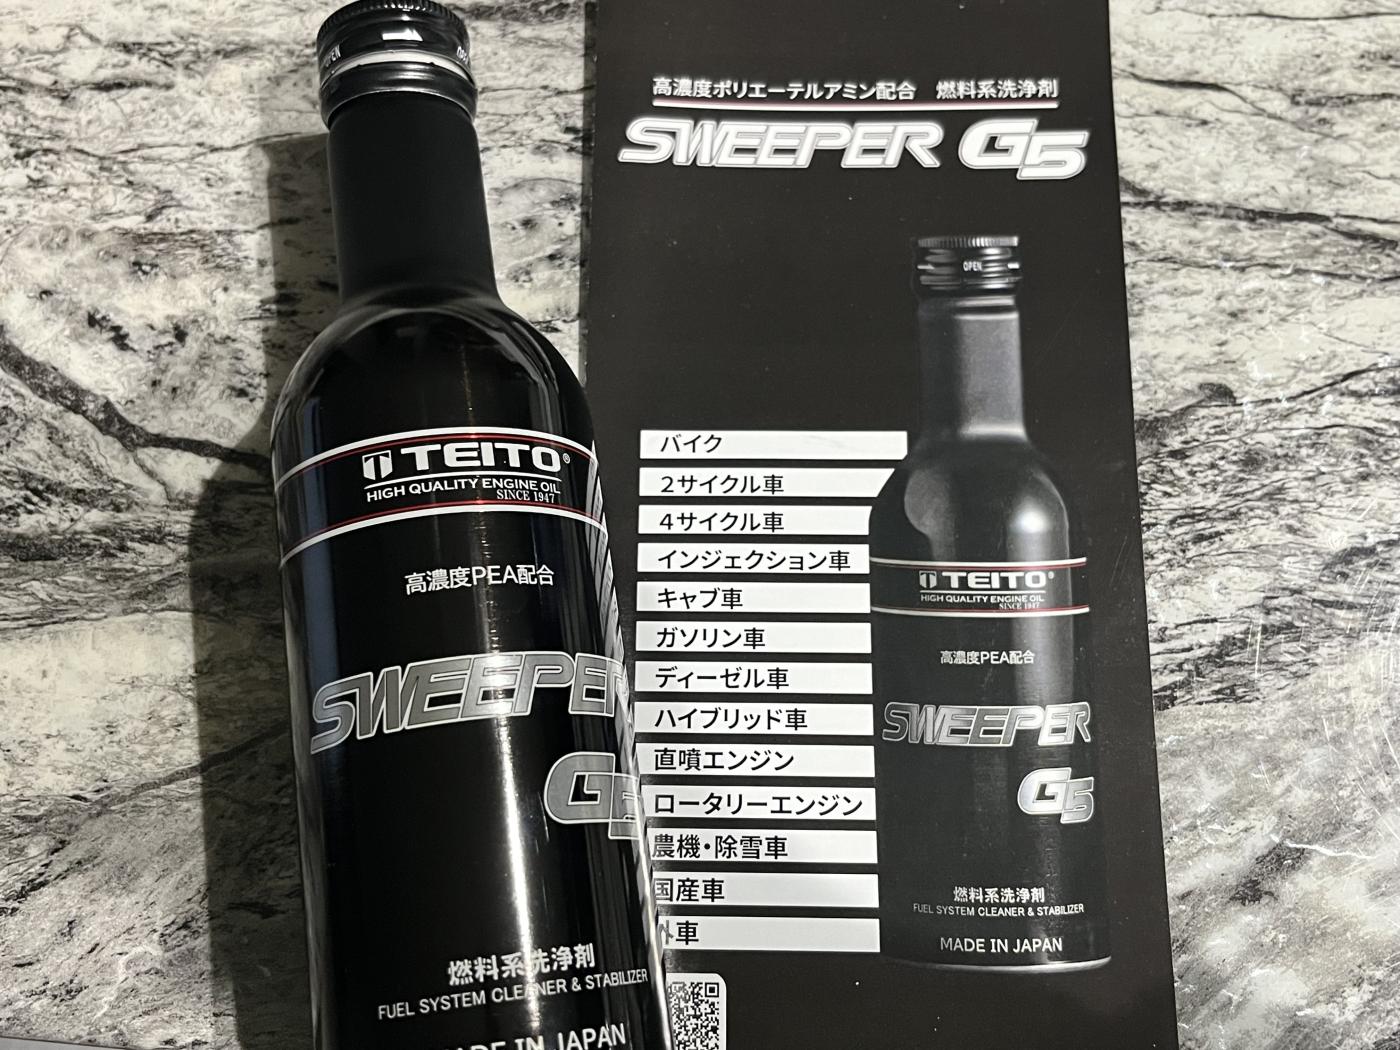 OPEN
TEITO®
HIGH QUALITY ENGINE OIL
SINCE 1947
高濃度PEA配合
SWEEPER
G5
燃料系洗浄剤
FUEL SYSTEM CLEANER & STABILIZER
MADE IN JAPAN
高濃度ポリエーテルアミン配合 燃料系洗浄剤
SWEEPER G5
バイク
2サイクル車
4サイクル車
インジェクション車
キャブ車
ガソリン車
ディーゼル車
ハイブリッド車
直噴エンジン
ロータリーエンジン
農機・除雪車
国産車
外車
OPEN
TEITO®
HIGH QUALITY ENGINE OIL
SINCE 1947
高濃度PEA配合
SWEEPER
G5
燃料系洗浄剤
FUEL SYSTEM CLEANER & STABILIZER
MADE IN JAPAN